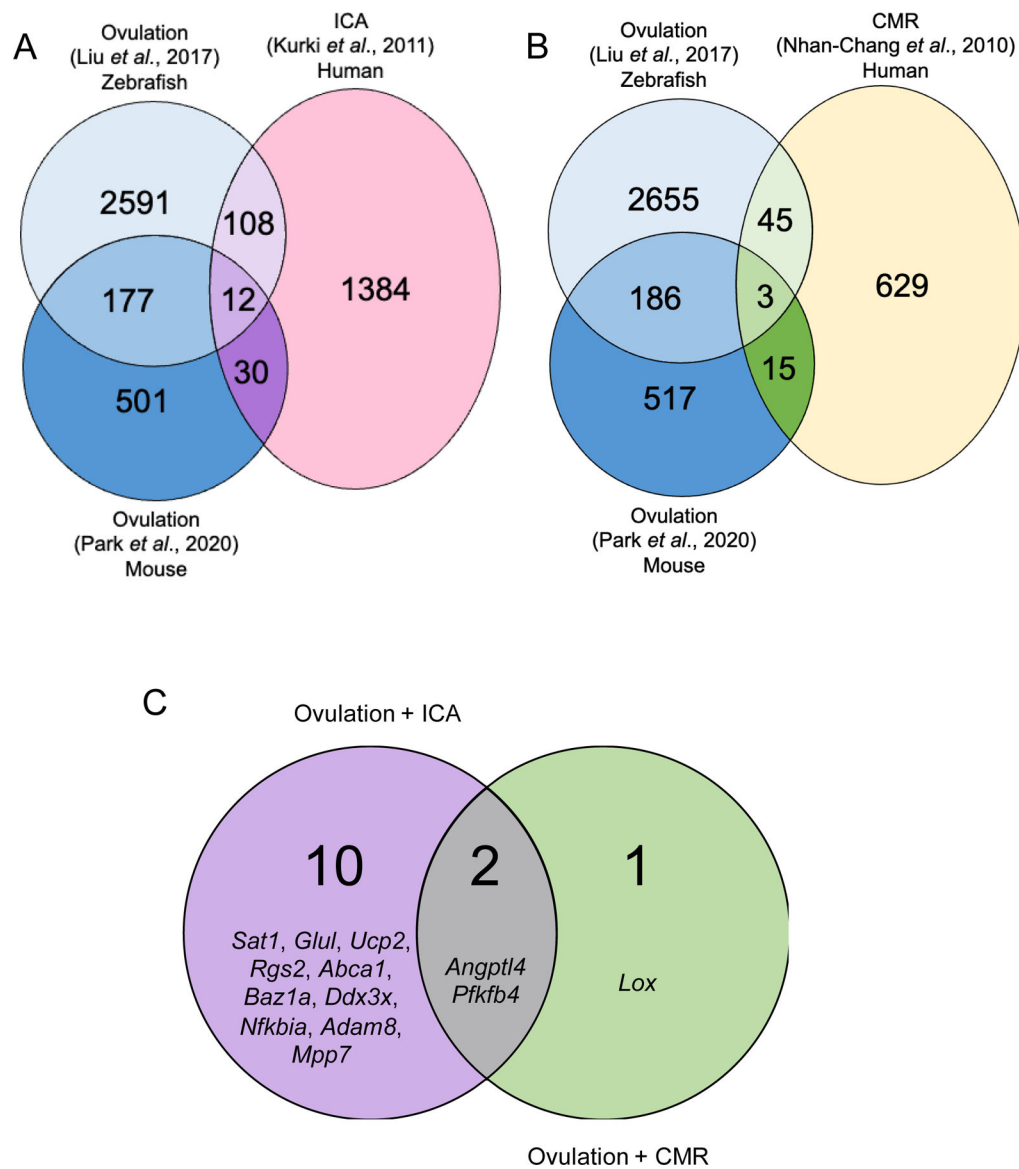 A
Ovulation
(Liu et al., 2017)
Zebrafish
ICA
(Kurki et al., 2011)
Human
2591
108
177
12
1384
30
501
Ovulation
(Park et al., 2020)
Mouse
B
Ovulation
(Liu et al., 2017)
Zebrafish
CMR
(Nhan-Chang et al., 2010)
Human
2655
45
186
3
629
15
517
Ovulation
(Park et al., 2020)
Mouse
C
Ovulation + ICA
10
2
1
Sat1, Glul, Ucp2,
Rgs2, Abca1,
Baz1a, Ddx3x,
Nfkbia, Adam8,
Mpp7
Angptl4
Pfkfb4
Lox
Ovulation + CMR